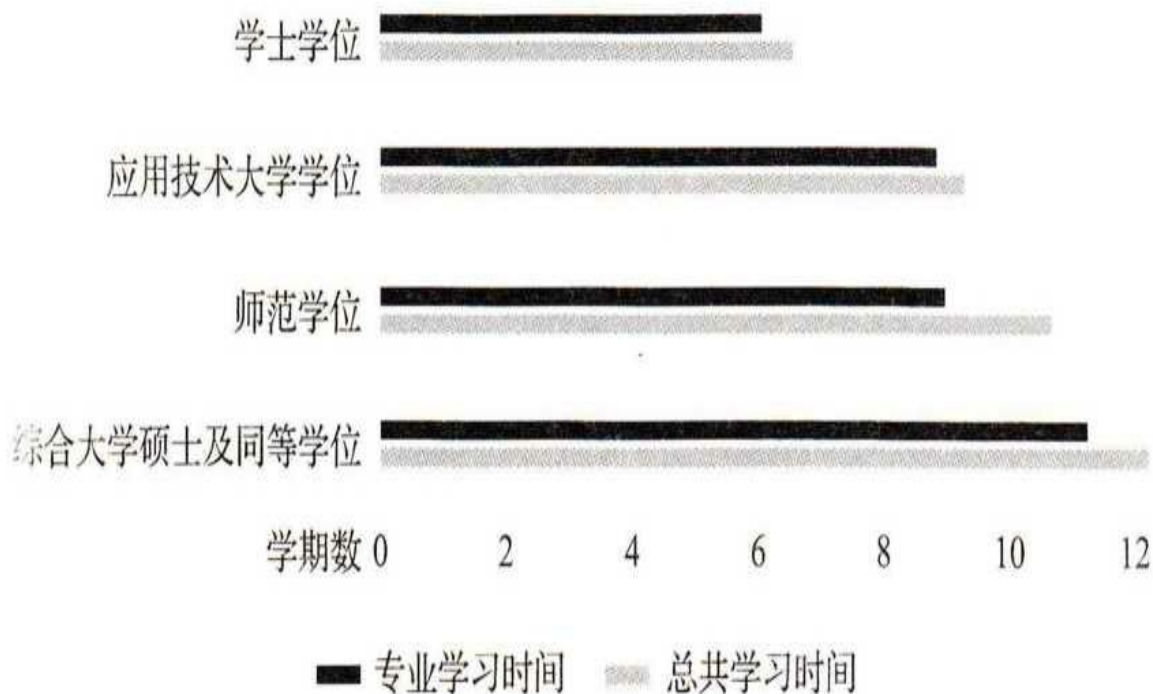 学士学位
应用技术大学学位
师范学位
综合大学硕士及同等学位
学期数 0 2 4 6 8 10 12
专业学习时间 总共学习时间